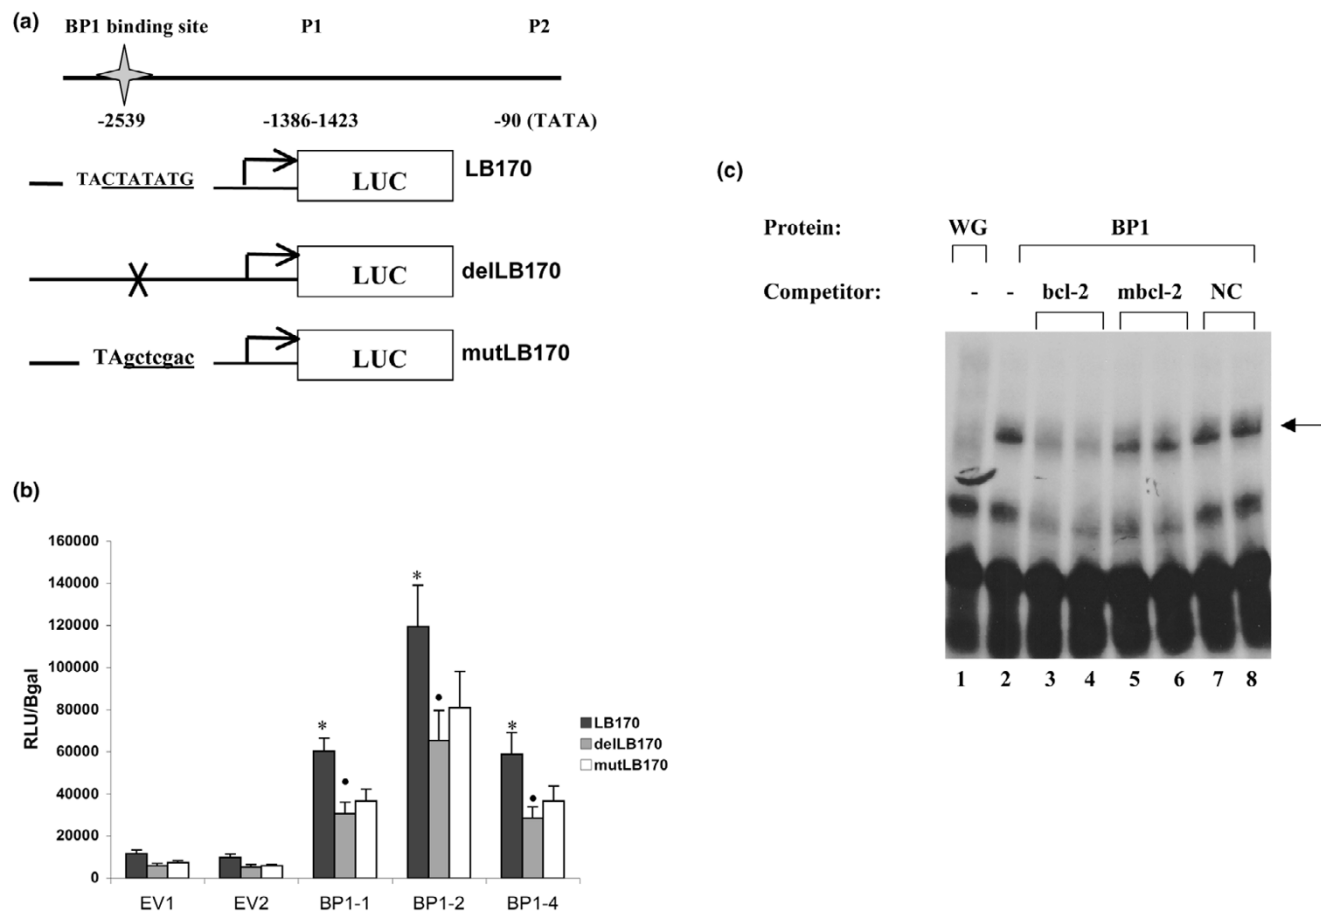 (a)
BP1 binding site P1 P2
-2539 -1386-1423 -90 (TATA)
TACTATATG LUC LB170
LUC delLB170
TAgctcgac LUC mutLB170
(b)
160000
140000
120000
100000
80000
60000
40000
20000
0
RLU/Bgal
* * *
EV1 EV2 BP1-1 BP1-2 BP1-4
LB170
delLB170
mutLB170
(c)
Protein: WG BP1
Competitor: - - bcl-2 mbcl-2 NC
1 2 3 4 5 6 7 8